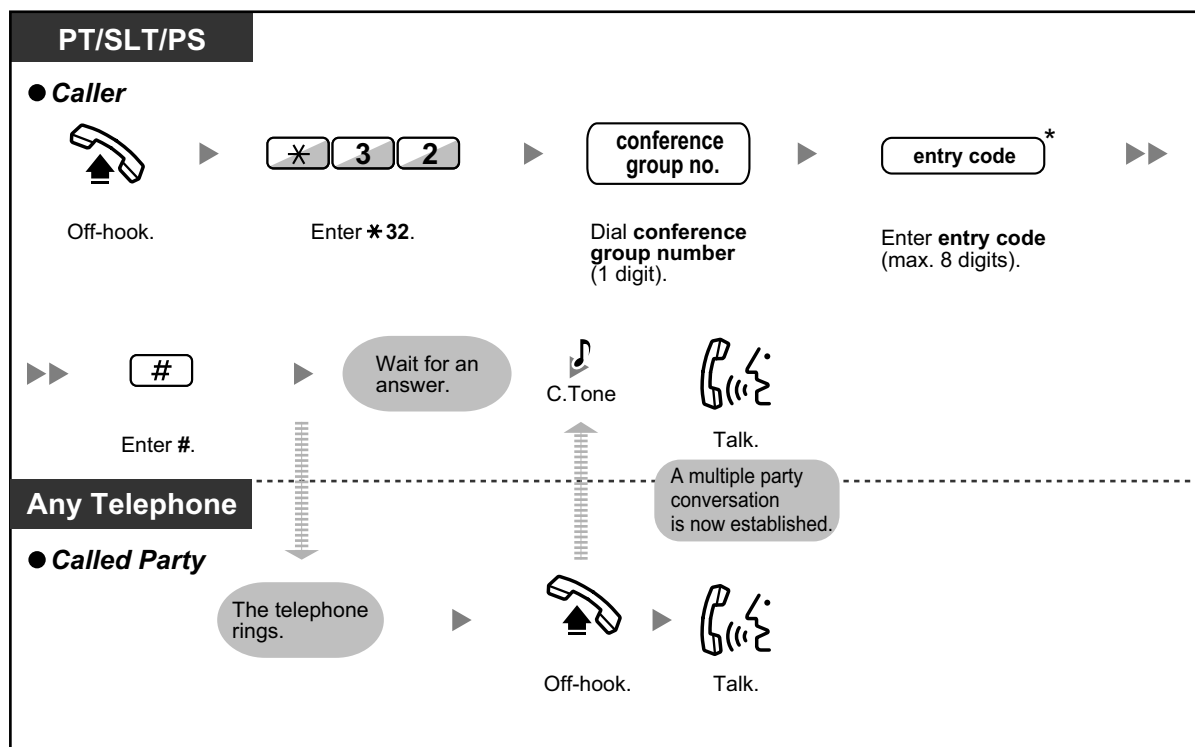 PT/SLT/PS
● Caller
✳ 3 2
conference
group no.
entry code*
Off-hook.
Enter ✳ 32.
Dial conference
group number
(1 digit).
Enter entry code
(max. 8 digits).
#
Wait for an
answer.
C.Tone
Enter #.
Talk.
A multiple party
conversation
is now established.
Any Telephone
● Called Party
The telephone
rings.
Off-hook.
Talk.